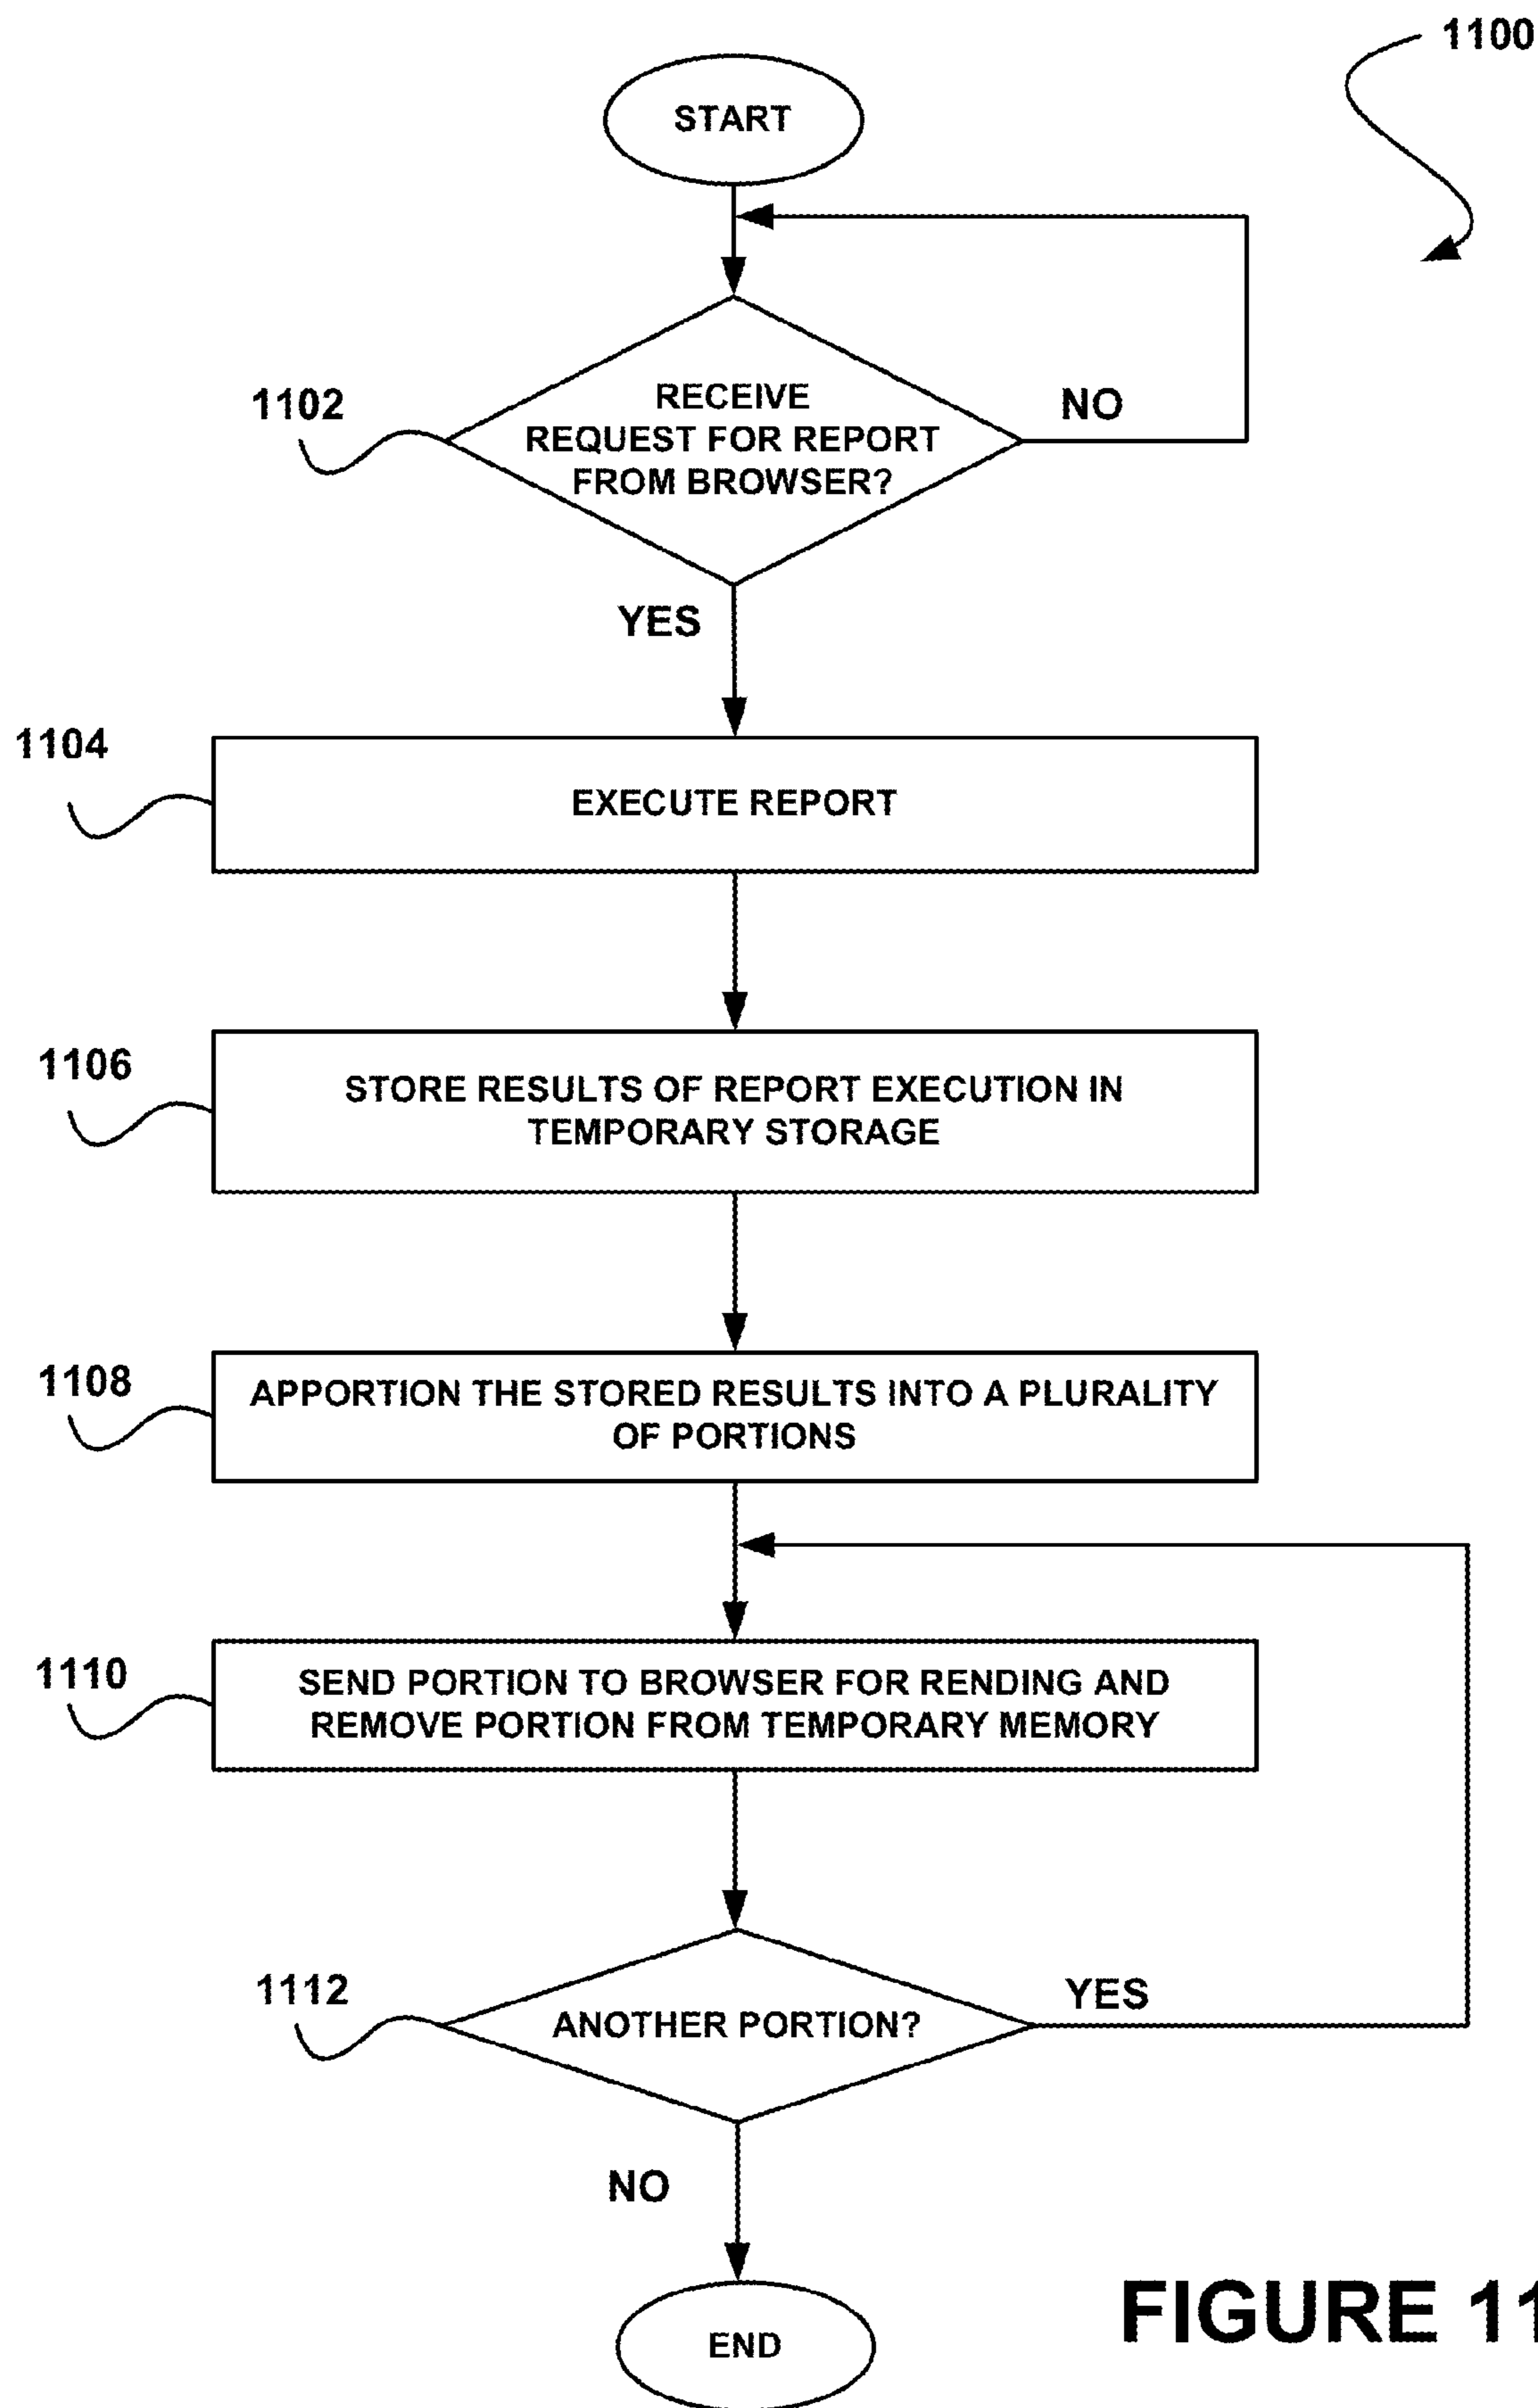 1100
START
1102
RECEIVE
REQUEST FOR REPORT
FROM BROWSER?
NO
YES
1104
EXECUTE REPORT
1106
STORE RESULTS OF REPORT EXECUTION IN
TEMPORARY STORAGE
1108
APPORTION THE STORED RESULTS INTO A PLURALITY
OF PORTIONS
1110
SEND PORTION TO BROWSER FOR RENDING AND
REMOVE PORTION FROM TEMPORARY MEMORY
1112
ANOTHER PORTION?
YES
NO
END
FIGURE 11